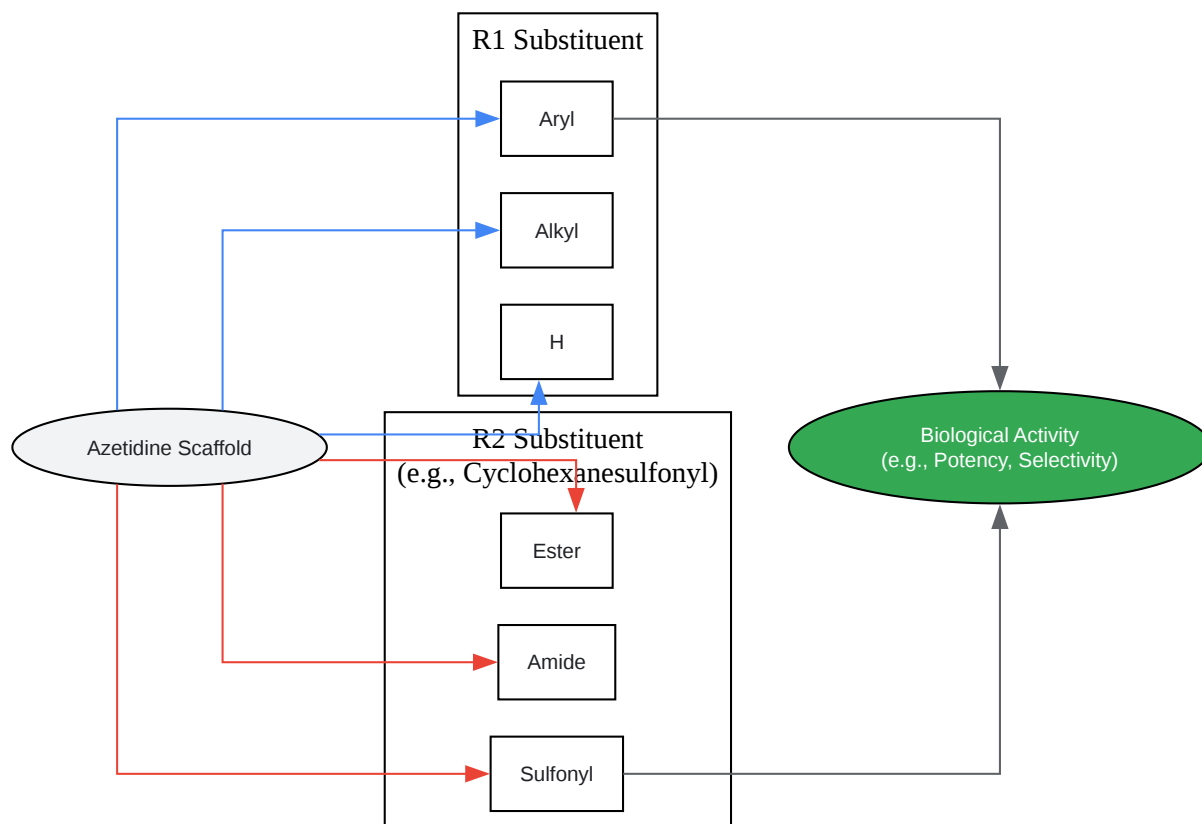 R1 Substituent
Aryl
Alkyl
H
Azetidine Scaffold
R2 Substituent
(e.g., Cyclohexanesulfonyl)
Ester
Amide
Sulfonyl
Biological Activity
(e.g., Potency, Selectivity)